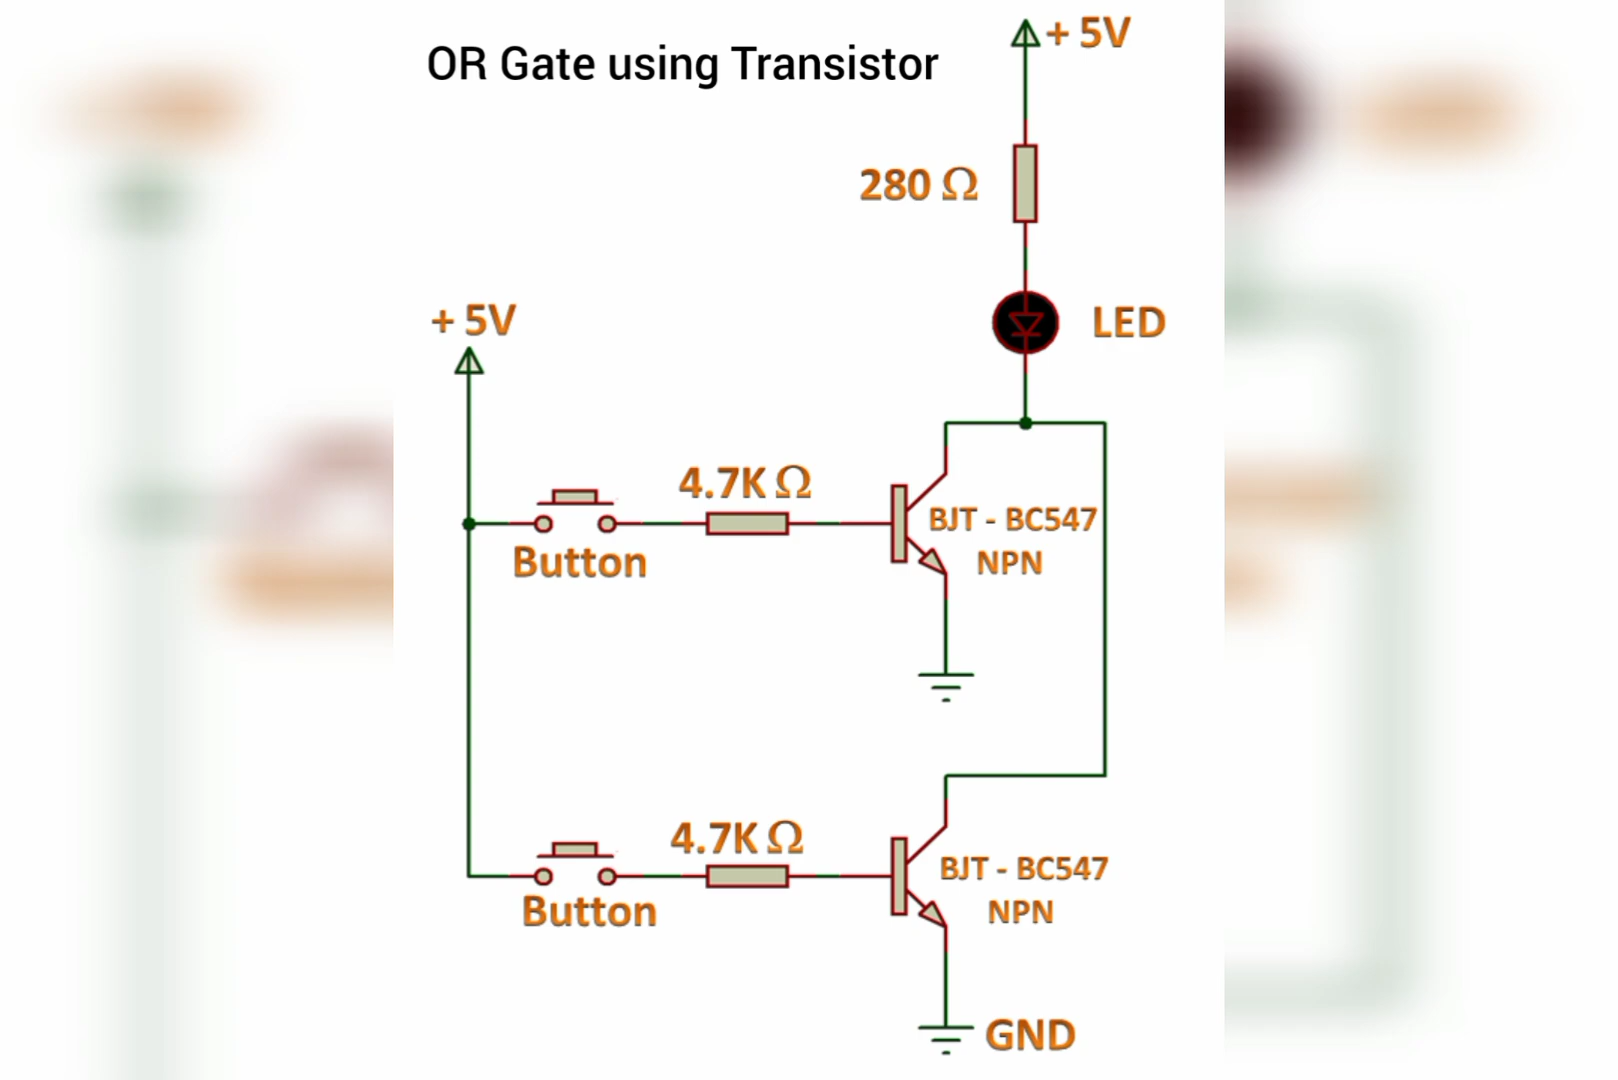 OR Gate using Transistor
+ 5V
280 Ω
LED
+ 5V
4.7K Ω
Button
BJT - BC547
NPN
4.7K Ω
Button
BJT - BC547
NPN
GND